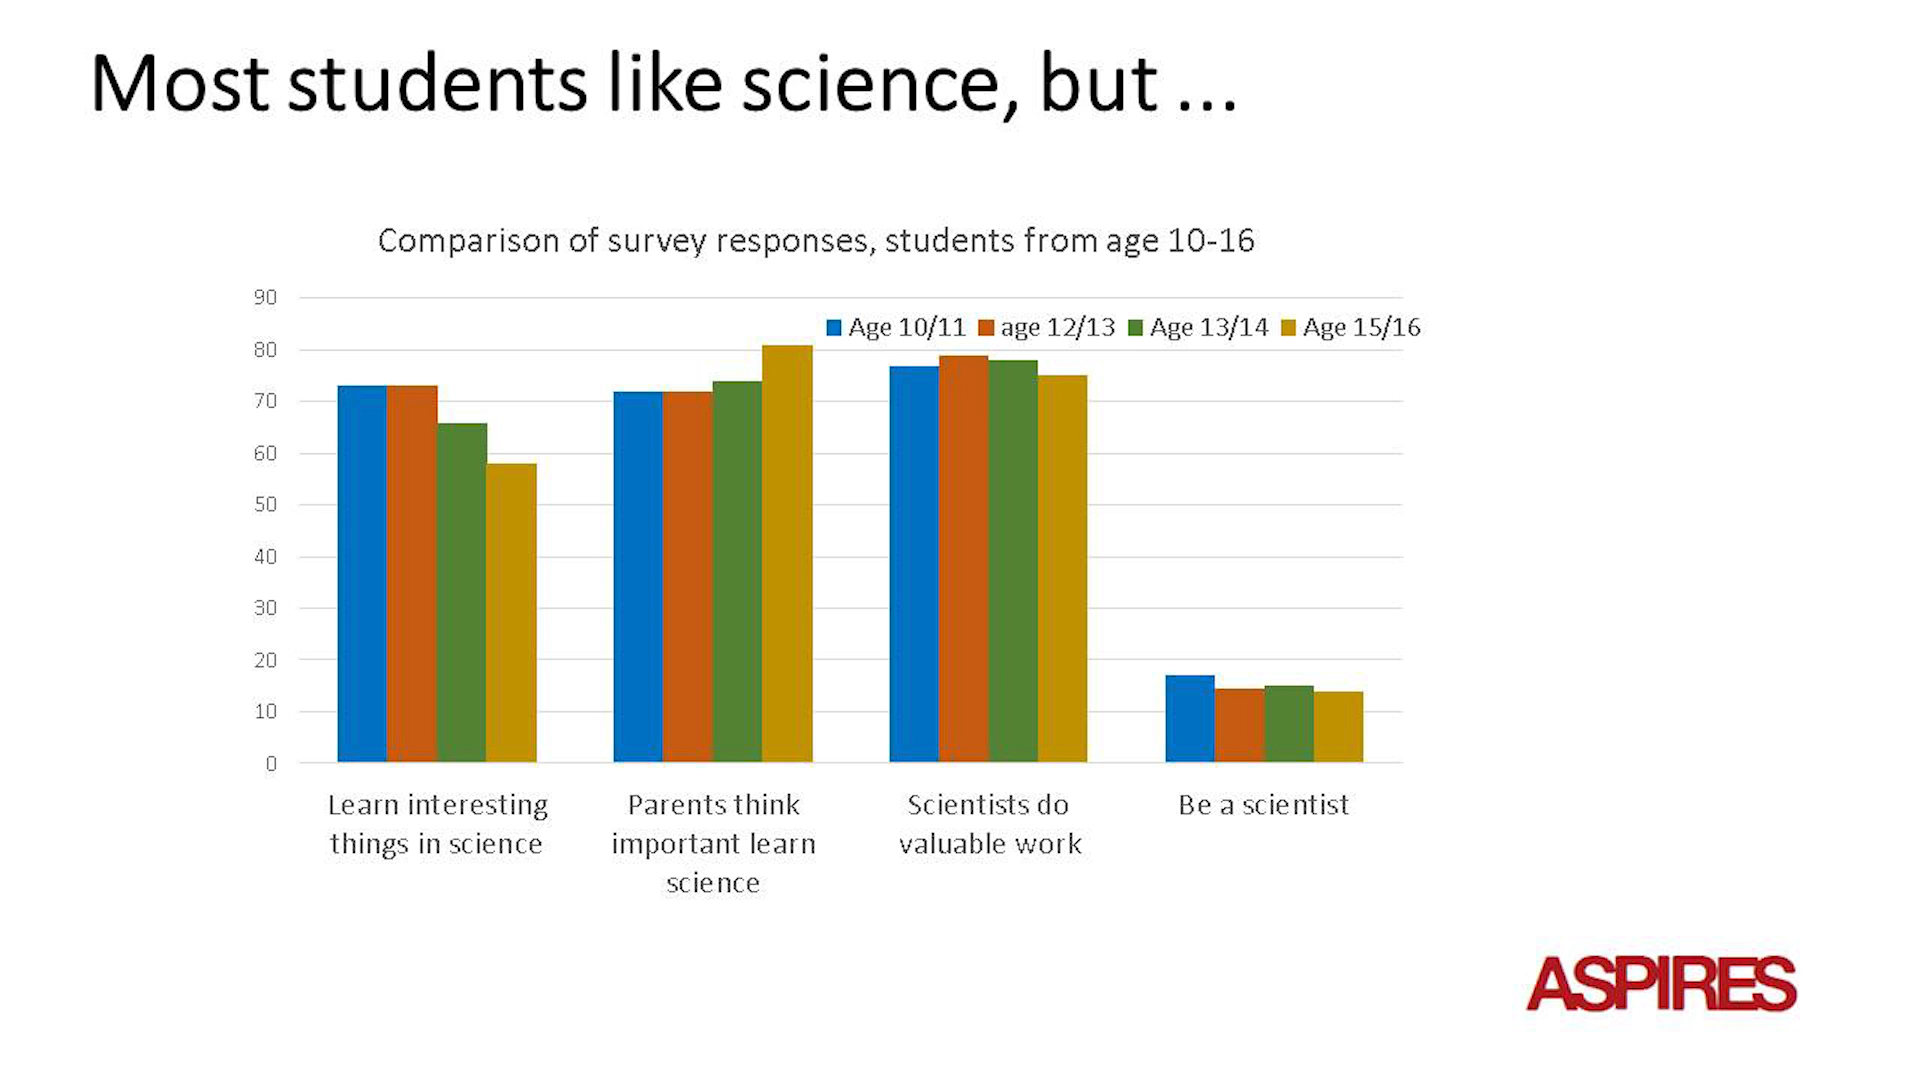 Most students like science, but ...
Comparison of survey responses, students from age 10-16
90
Age 10/11 age 12/13 Age 13/14 Age 15/16
80
70
60
50
40
30
20
10
0
Learn interesting
things in science
Parents think
important learn
science
Scientists do
valuable work
Be a scientist
ASPIRES